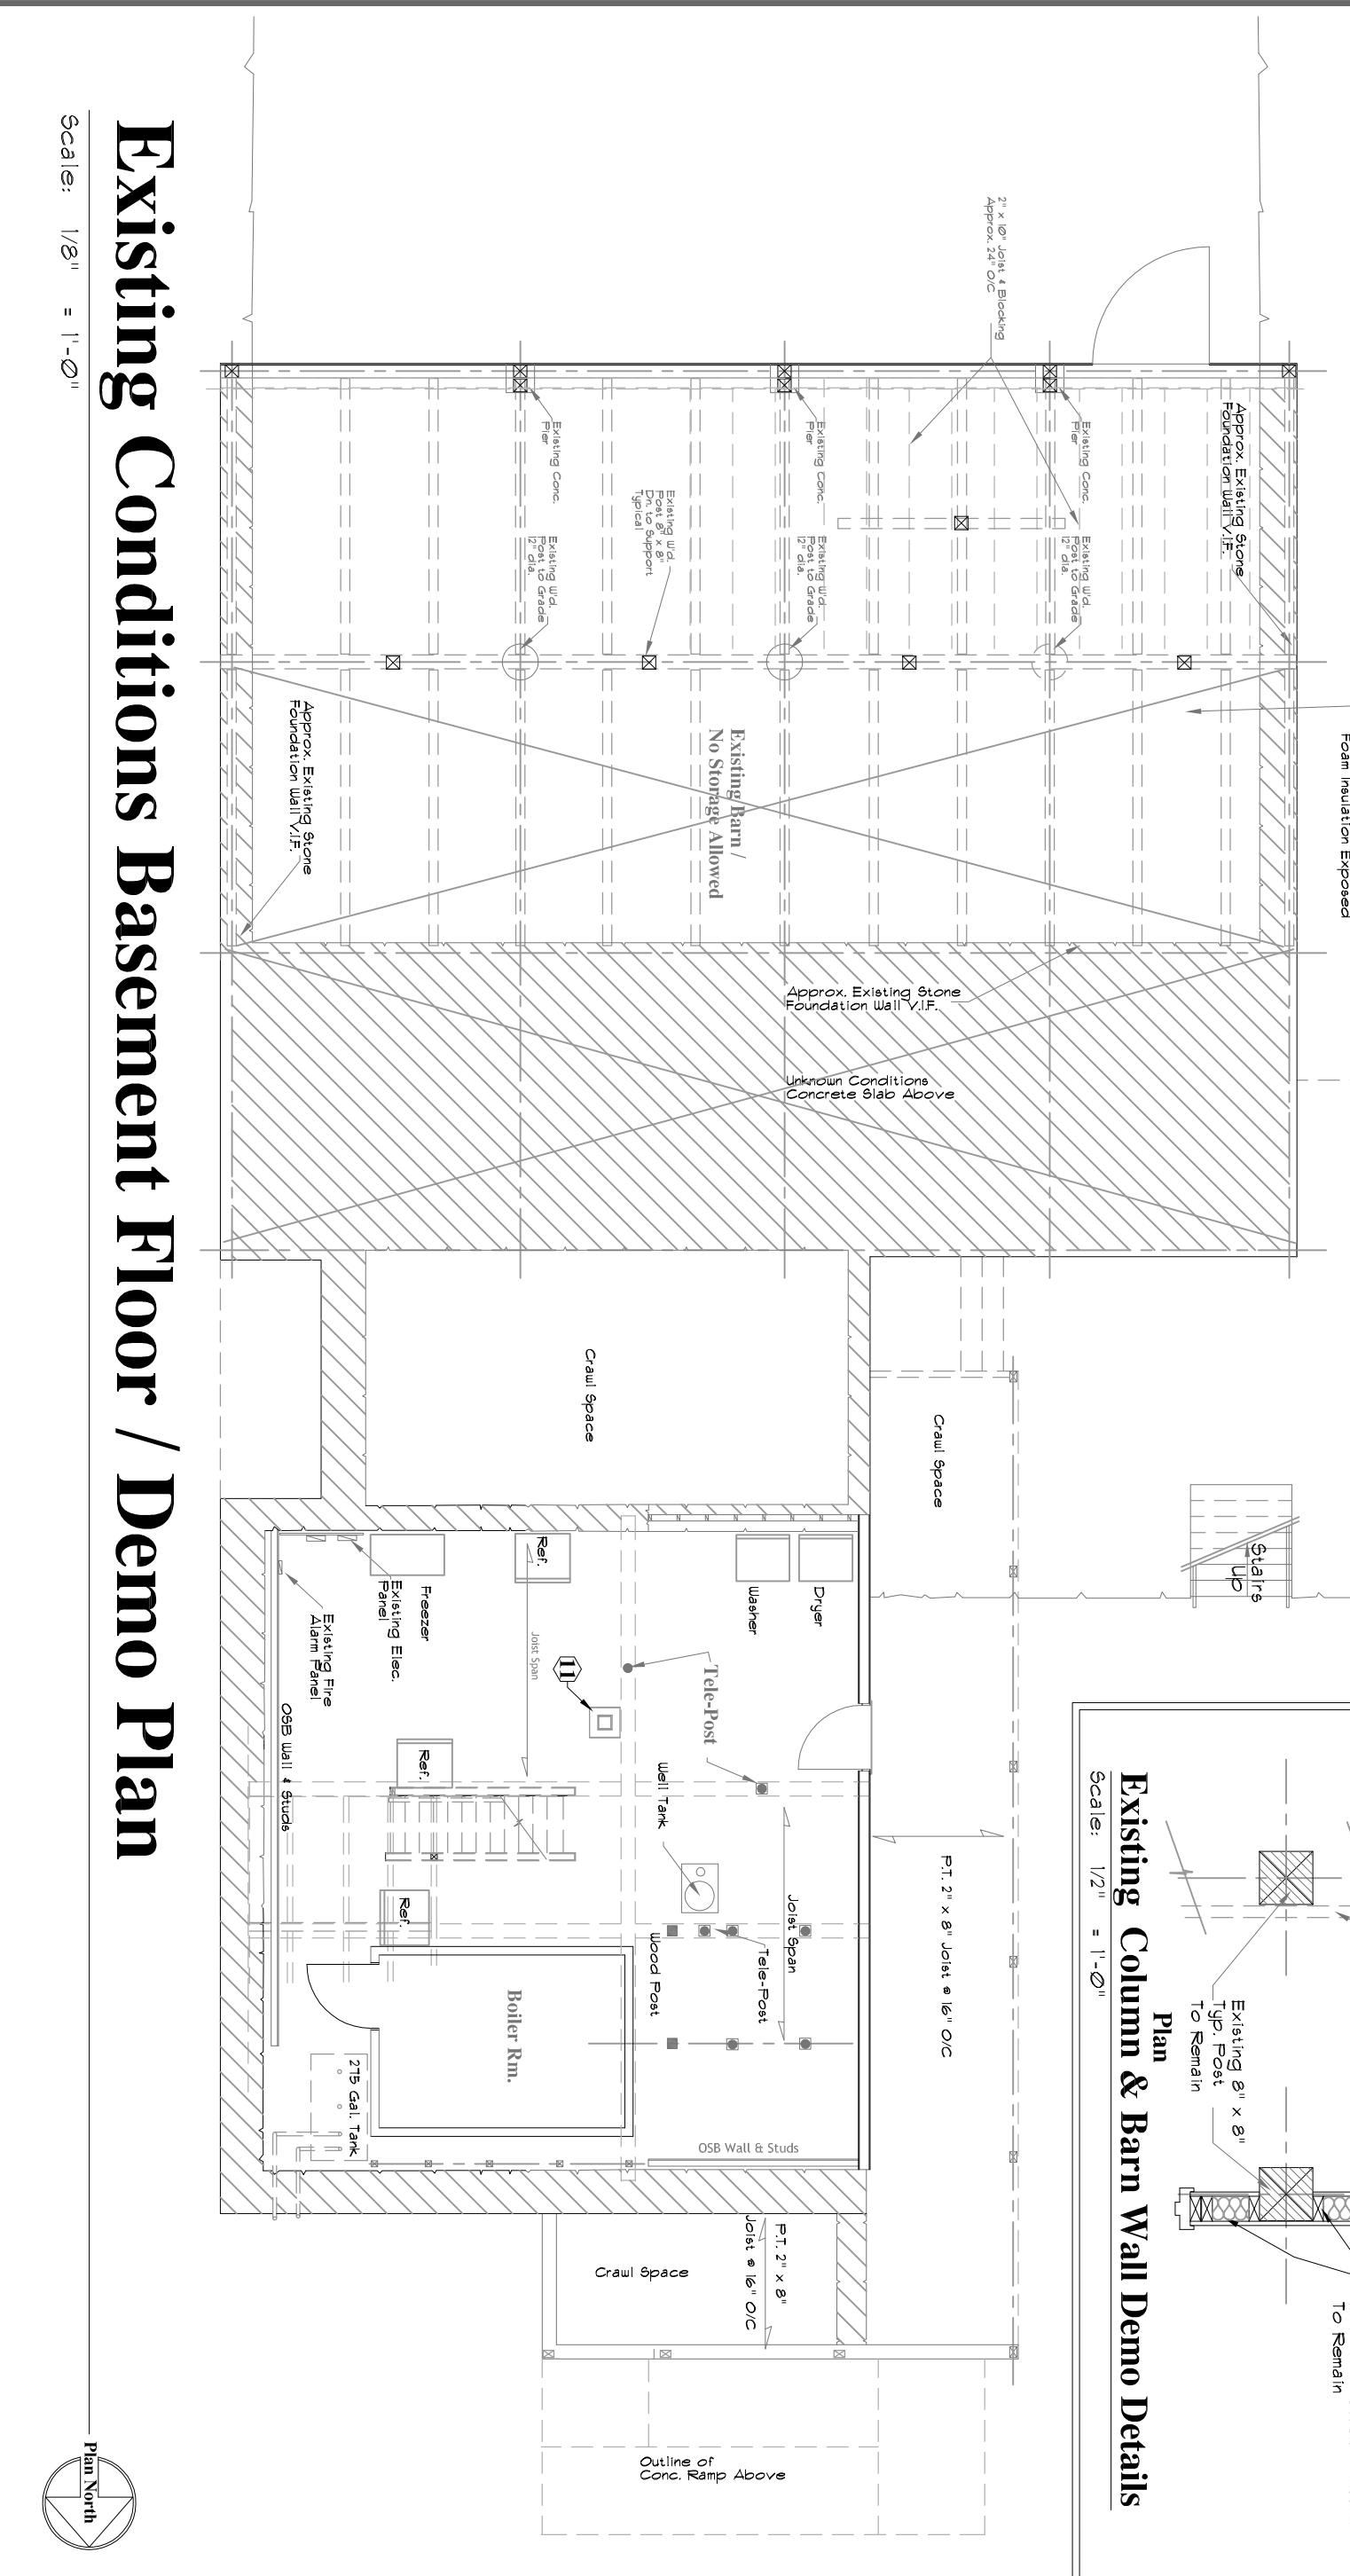 Existing Conditions Basement Floor / Demo Plan
Scale: 1/8" = 1'-0"
Plan North
2" x 10" Joist & Blocking
Approx. 24" O/C
Approx. Existing Stone
Foundation Wall V.I.F.
Existing Conc.
Pier
Existing Conc.
Pier
Existing Conc.
Pier
Existing W'd.
Post to Grade
12" dia.
Existing W'd.
Post to Grade
12" dia.
Existing W'd.
Post 8" x 8"
Dn. to Support
Typical
Existing W'd.
Post to Grade
12" dia.
Foam Insulation Exposed
Existing Barn /
No Storage Allowed
Approx. Existing Stone
Foundation Wall V.I.F.
Approx. Existing Stone
Foundation Wall V.I.F.
Unknown Conditions
Concrete Slab Above
Crawl Space
Crawl Space
Stairs
Up
Dryer
Washer
Ref.
Freezer
Existing Elec.
Panel
Existing Fire
Alarm Panel
OSB Wall & Studs
Joist Span
11
Tele-Post
Ref.
Well Tank
Ref.
Joist Span
Tele-Post
Wood Post
P.T. 2" x 8" Joist @ 16" O/C
Boiler Rm.
275 Gal. Tank
OSB Wall & Studs
P.T. 2" x 8"
Joist @ 16" O/C
Crawl Space
Outline of
Conc. Ramp Above
Existing Column & Barn Wall Demo Details
Plan
Scale: 1/2" = 1'-0"
Existing 8" x 8"
Typ. Post
To Remain
To Remain